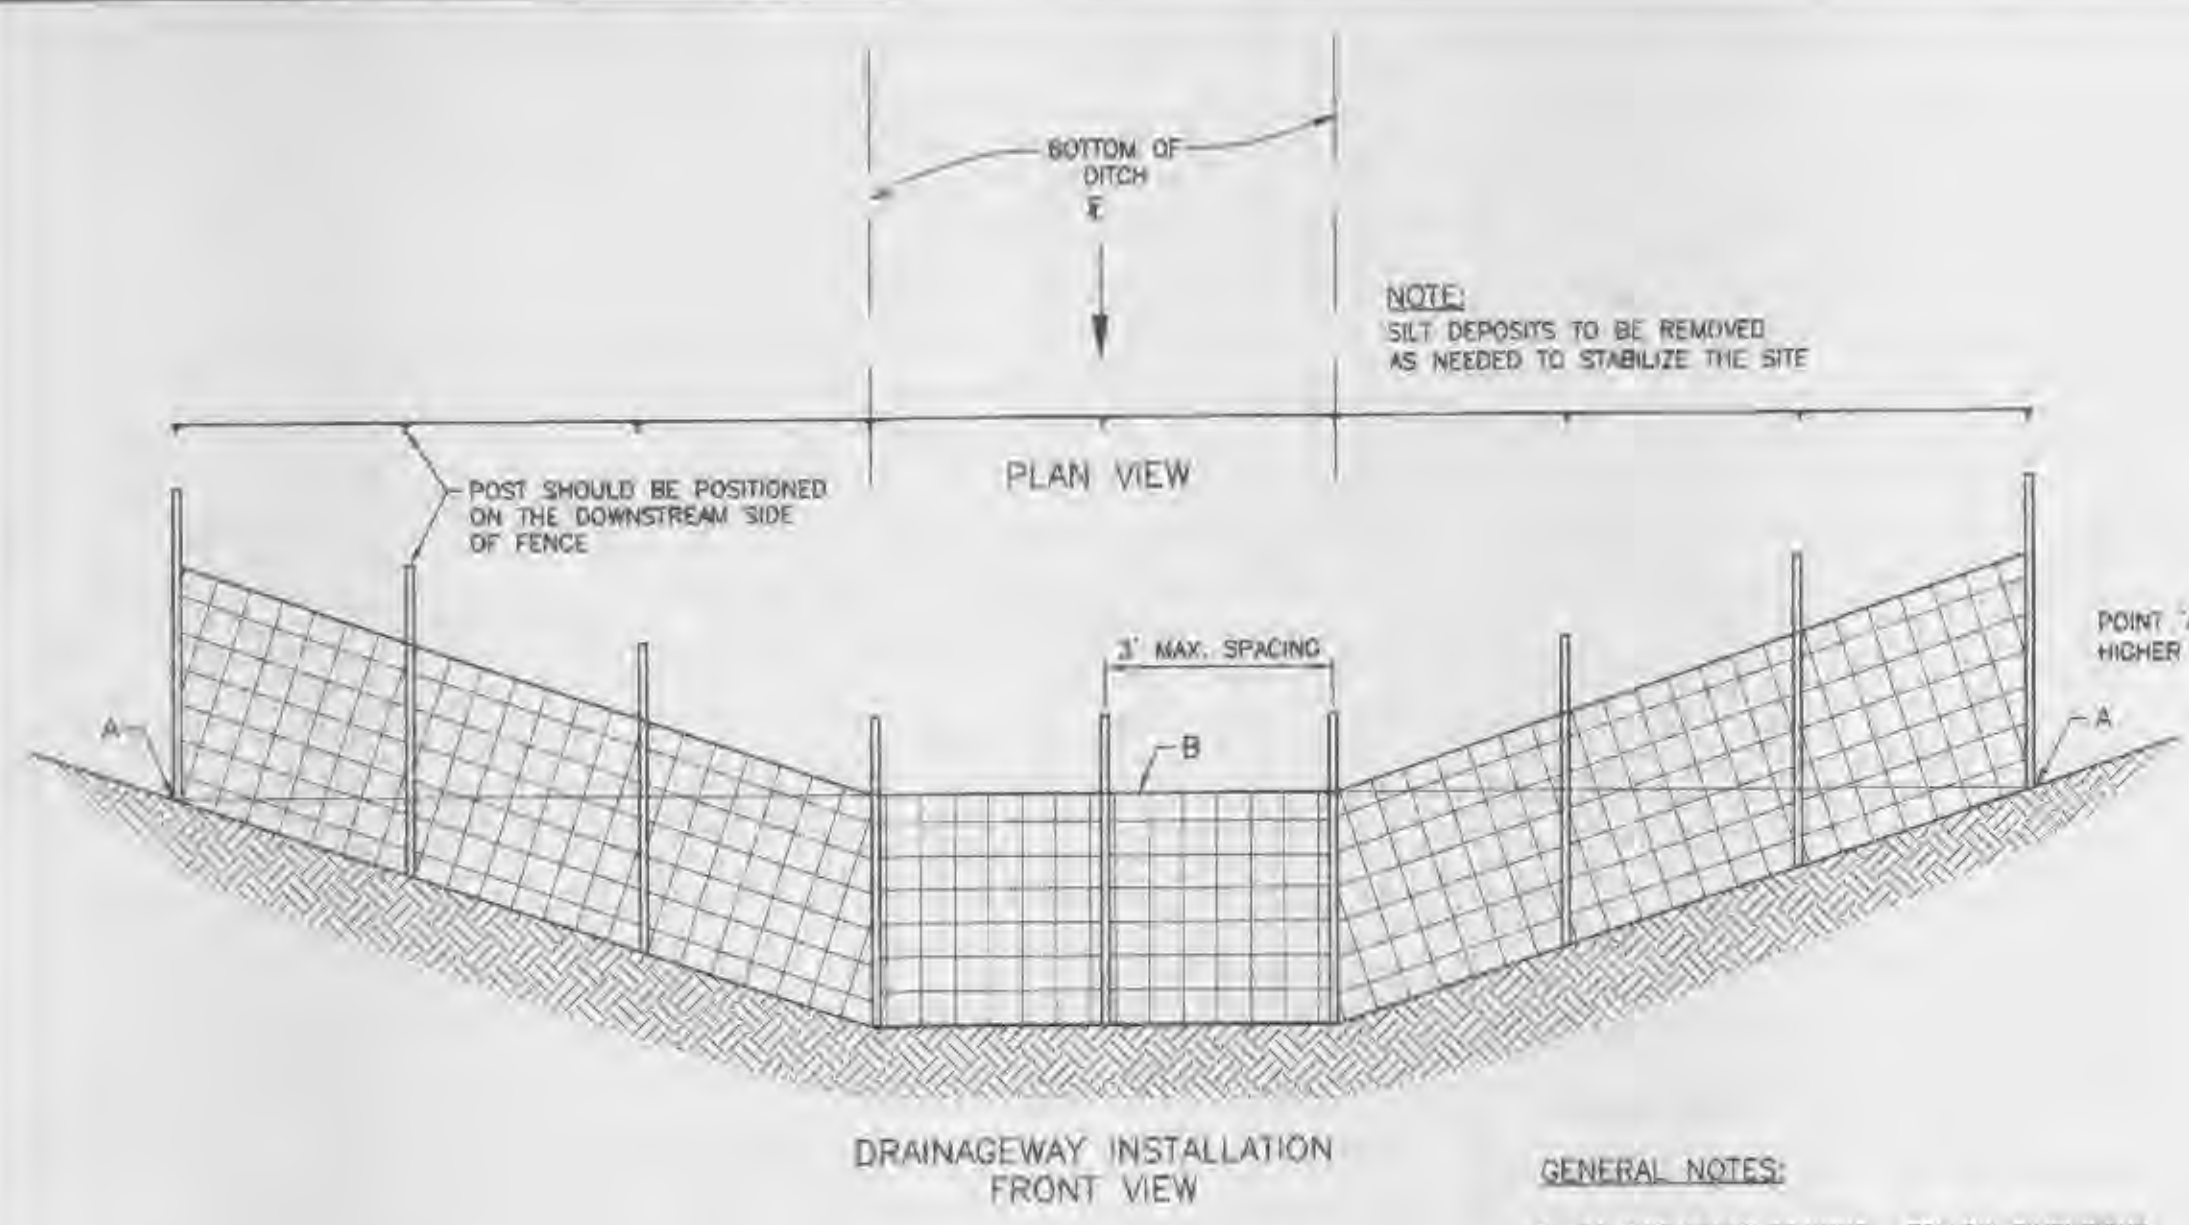 BOTTOM OF
DITCH
NOTE:
SILT DEPOSITS TO BE REMOVED
AS NEEDED TO STABILIZE THE SITE
PLAN VIEW
POST SHOULD BE POSITIONED
ON THE DOWNSTREAM SIDE
OF FENCE
3' MAX. SPACING
POINT
HIGHER
A
B
A
DRAINAGEWAY INSTALLATION
FRONT VIEW
GENERAL NOTES: